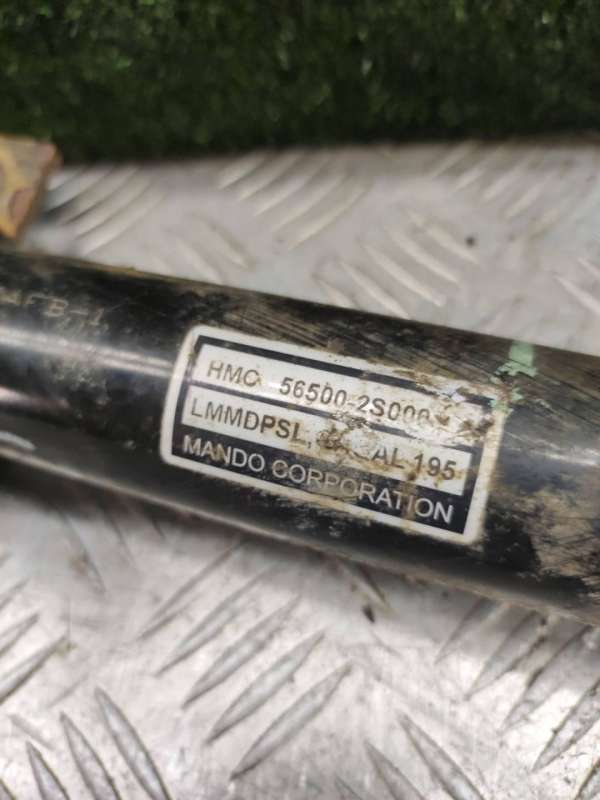 HMC 56500-2S000
LMMDPSL, AL 195
MANDO CORPORATION